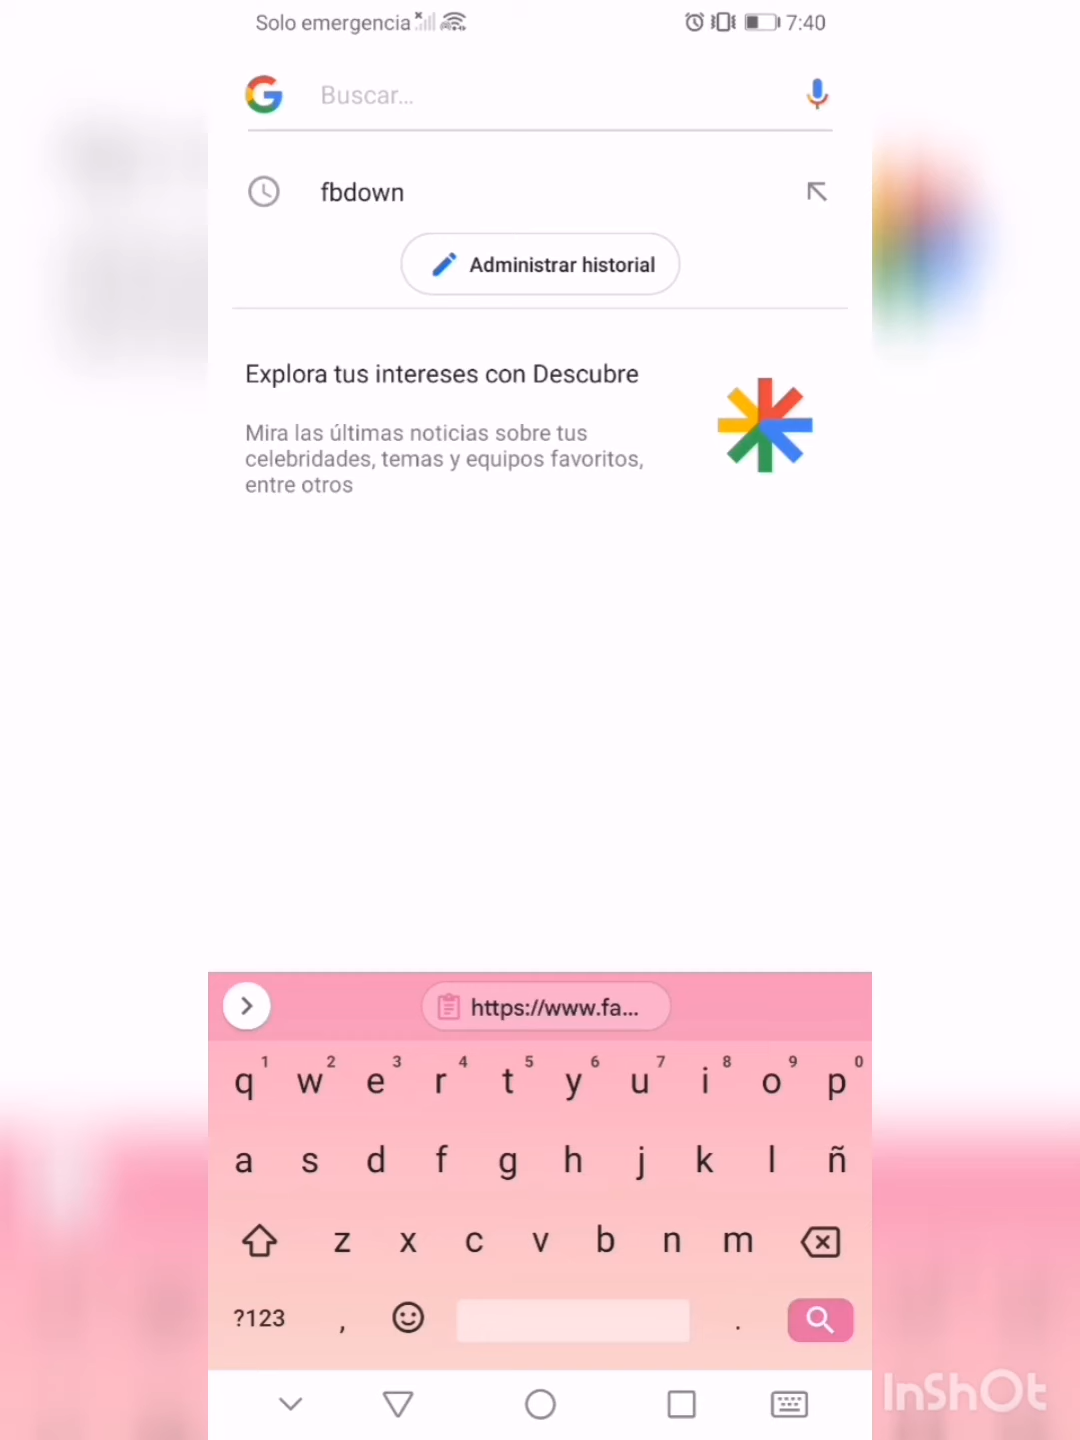 Solo emergencia 7:40
Buscar...
fbdown
Administrar historial
Explora tus intereses con Descubre
Mira las últimas noticias sobre tus
celebridades, temas y equipos favoritos,
entre otros
https://www.fa...
1 2 3 4 5 6 7 8 9 0
q w e r t y u i o p
a s d f g h j k l ñ
z x c v b n m
?123 , .
InShOt